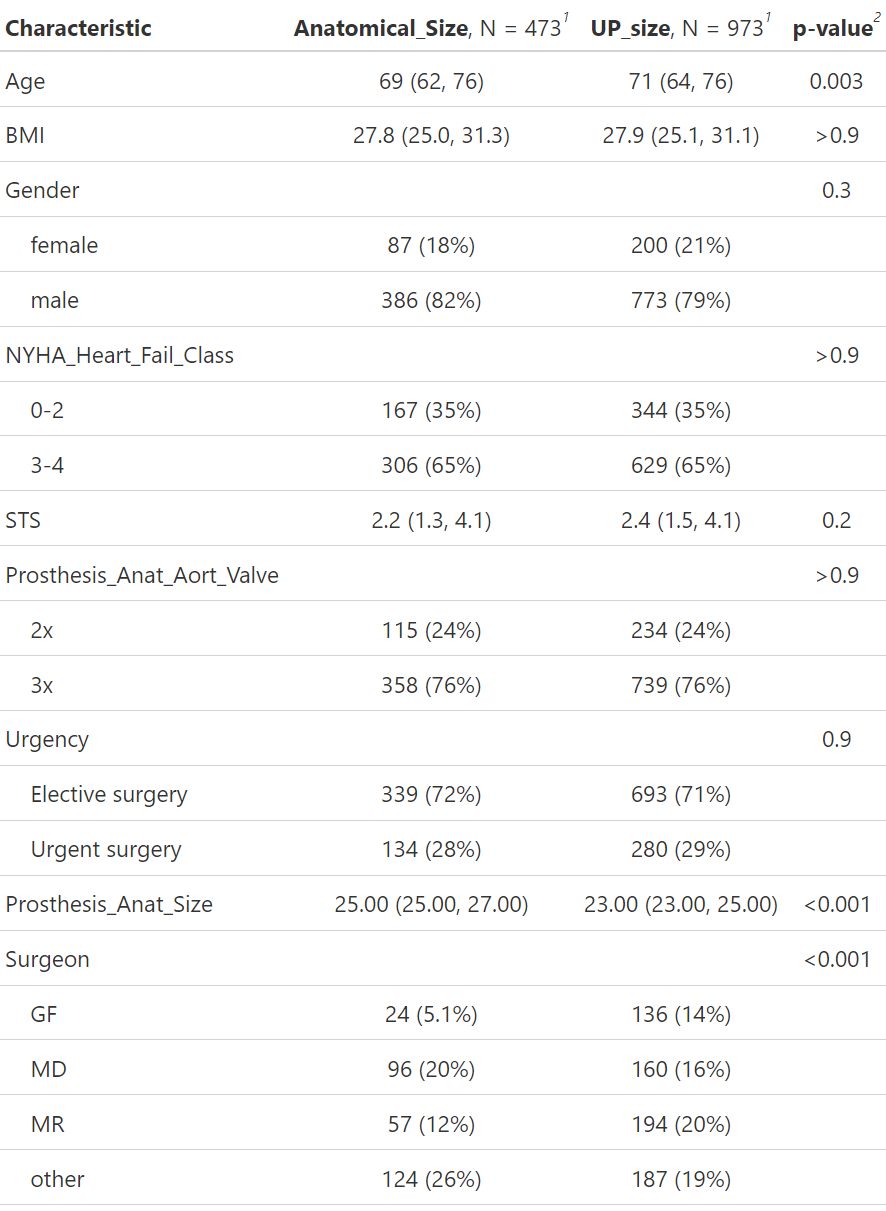 Characteristic Anatomical_Size, N = 473¹ UP_size, N = 973¹ p-value²
Age 69 (62, 76) 71 (64, 76) 0.003
BMI 27.8 (25.0, 31.3) 27.9 (25.1, 31.1) >0.9
Gender 0.3
female 87 (18%) 200 (21%)
male 386 (82%) 773 (79%)
NYHA_Heart_Fail_Class >0.9
0-2 167 (35%) 344 (35%)
3-4 306 (65%) 629 (65%)
STS 2.2 (1.3, 4.1) 2.4 (1.5, 4.1) 0.2
Prosthesis_Anat_Aort_Valve >0.9
2x 115 (24%) 234 (24%)
3x 358 (76%) 739 (76%)
Urgency 0.9
Elective surgery 339 (72%) 693 (71%)
Urgent surgery 134 (28%) 280 (29%)
Prosthesis_Anat_Size 25.00 (25.00, 27.00) 23.00 (23.00, 25.00) <0.001
Surgeon <0.001
GF 24 (5.1%) 136 (14%)
MD 96 (20%) 160 (16%)
MR 57 (12%) 194 (20%)
other 124 (26%) 187 (19%)